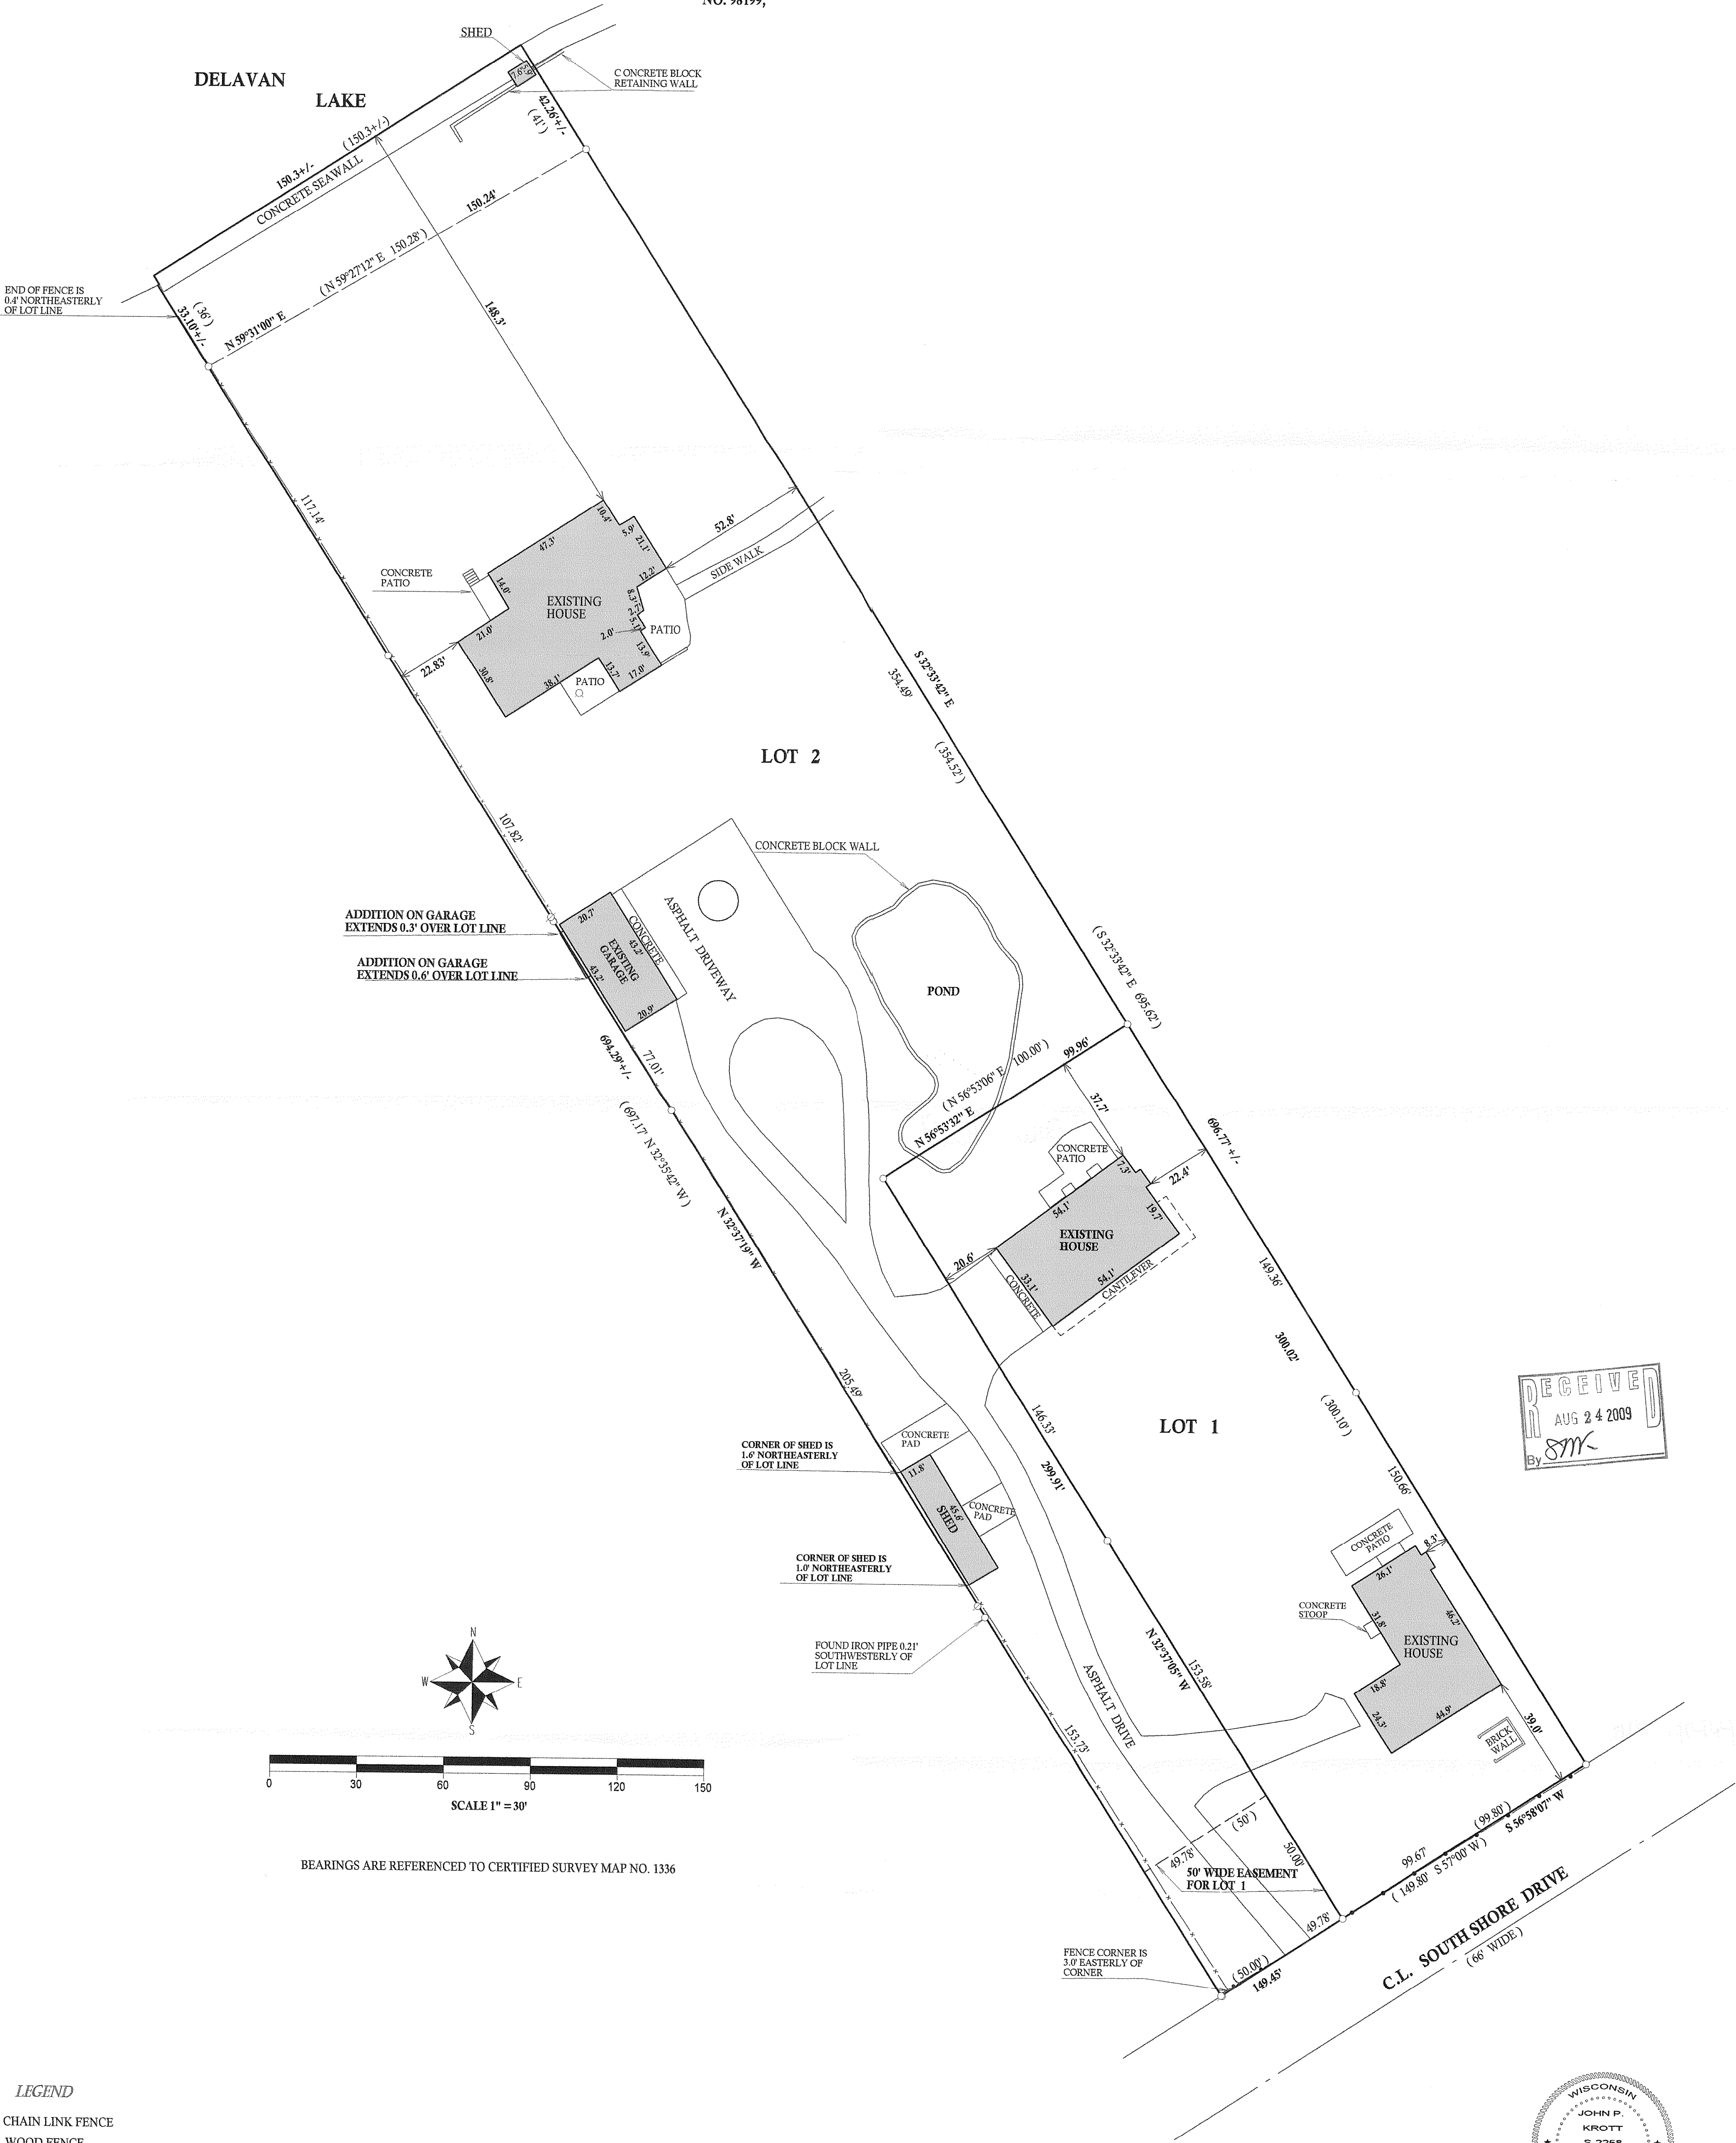 NO. 98199,
SHED
7.6'
5.9'
DELAVAN
LAKE
C ONCRETE BLOCK
RETAINING WALL
42.26'+/-
( 41' )
150.3+/-
( 150.3+/- )
CONCRETE SEAWALL
150.24'
( N 59°27'12" E 150.28' )
N 59°31'00" E
END OF FENCE IS
0.4' NORTHEASTERLY
OF LOT LINE
( 36' )
33.10'+/-
148.3'
117.14'
52.8'
SIDE WALK
CONCRETE
PATIO
47.3'
10.4'
5.9'
21.1'
12.2'
14.0'
8.3'
2.7'
5.1'
2.0'
13.9'
EXISTING
HOUSE
PATIO
21.0'
22.83'
30.8'
38.1'
13.7'
17.0'
PATIO
S 32°33'42" E
354.49'
( 354.52' )
LOT 2
107.82'
CONCRETE BLOCK WALL
ADDITION ON GARAGE
EXTENDS 0.3' OVER LOT LINE
ADDITION ON GARAGE
EXTENDS 0.6' OVER LOT LINE
20.7'
CONCRETE
43.2'
EXISTING
GARAGE
43.2'
20.9'
ASPHALT DRIVEWAY
POND
( S 32°33'42" E 695.62' )
694.29'+/-
77.01'
( 697.17' N 32°35'42" W )
N 32°37'19" W
( N 56°53'06" E 100.00' )
99.96'
N 56°53'32" E
37.7'
696.77' +/-
CONCRETE
PATIO
7.3'
22.4'
54.1'
19.7'
EXISTING
HOUSE
20.6'
33.1'
CONCRETE
54.1'
CANTILEVER
149.36'
300.02'
( 300.10' )
205.49'
146.33'
299.91'
LOT 1
RECEIVED
AUG 24 2009
By
150.66'
CORNER OF SHED IS
1.6' NORTHEASTERLY
OF LOT LINE
CONCRETE
PAD
11.8'
45.6'
SHED
CONCRETE
PAD
CORNER OF SHED IS
1.0' NORTHEASTERLY
OF LOT LINE
FOUND IRON PIPE 0.21'
SOUTHWESTERLY OF
LOT LINE
CONCRETE
PATIO
8.3'
26.1'
CONCRETE
STOOP
31.8'
46.2'
EXISTING
HOUSE
18.8'
24.3'
44.9'
39.0'
BRICK
WALL
N 32°37'05" W
153.58'
ASPHALT DRIVE
153.73'
N
W
E
S
0 30 60 90 120 150
SCALE 1" = 30'
BEARINGS ARE REFERENCED TO CERTIFIED SURVEY MAP NO. 1336
( 50' )
49.78'
50.00'
50' WIDE EASEMENT
FOR LOT 1
( 99.80' )
S 56°58'07" W
99.67'
( 149.80' S 57°00' W )
49.78'
( 50.00' )
149.45'
FENCE CORNER IS
3.0' EASTERLY OF
CORNER
C.L. SOUTH SHORE DRIVE
( 66' WIDE )
LEGEND
CHAIN LINK FENCE
WOOD FENCE
WISCONSIN
JOHN P.
KROTT
S-2268